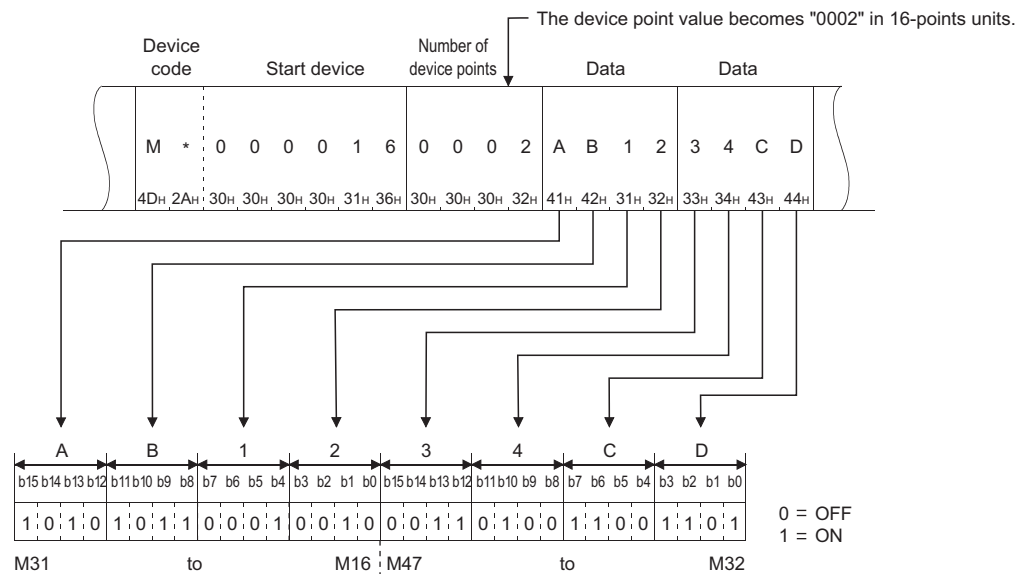 The device point value becomes "0002" in 16-points units.
Device code
Start device
Number of device points
Data
Data
M * 0 0 0 0 1 6 0 0 0 2 A B 1 2 3 4 C D
4DH 2AH 30H 30H 30H 30H 31H 36H 30H 30H 30H 32H 41H 42H 31H 32H 33H 34H 43H 44H
A B 1 2 3 4 C D
b15 b14 b13 b12 b11 b10 b9 b8 b7 b6 b5 b4 b3 b2 b1 b0 b15 b14 b13 b12 b11 b10 b9 b8 b7 b6 b5 b4 b3 b2 b1 b0
1 0 1 0 1 0 1 1 0 0 0 1 0 0 1 0 0 0 1 1 0 1 0 0 1 1 0 0 1 1 0 1
0 = OFF
1 = ON
M31 to M16 M47 to M32